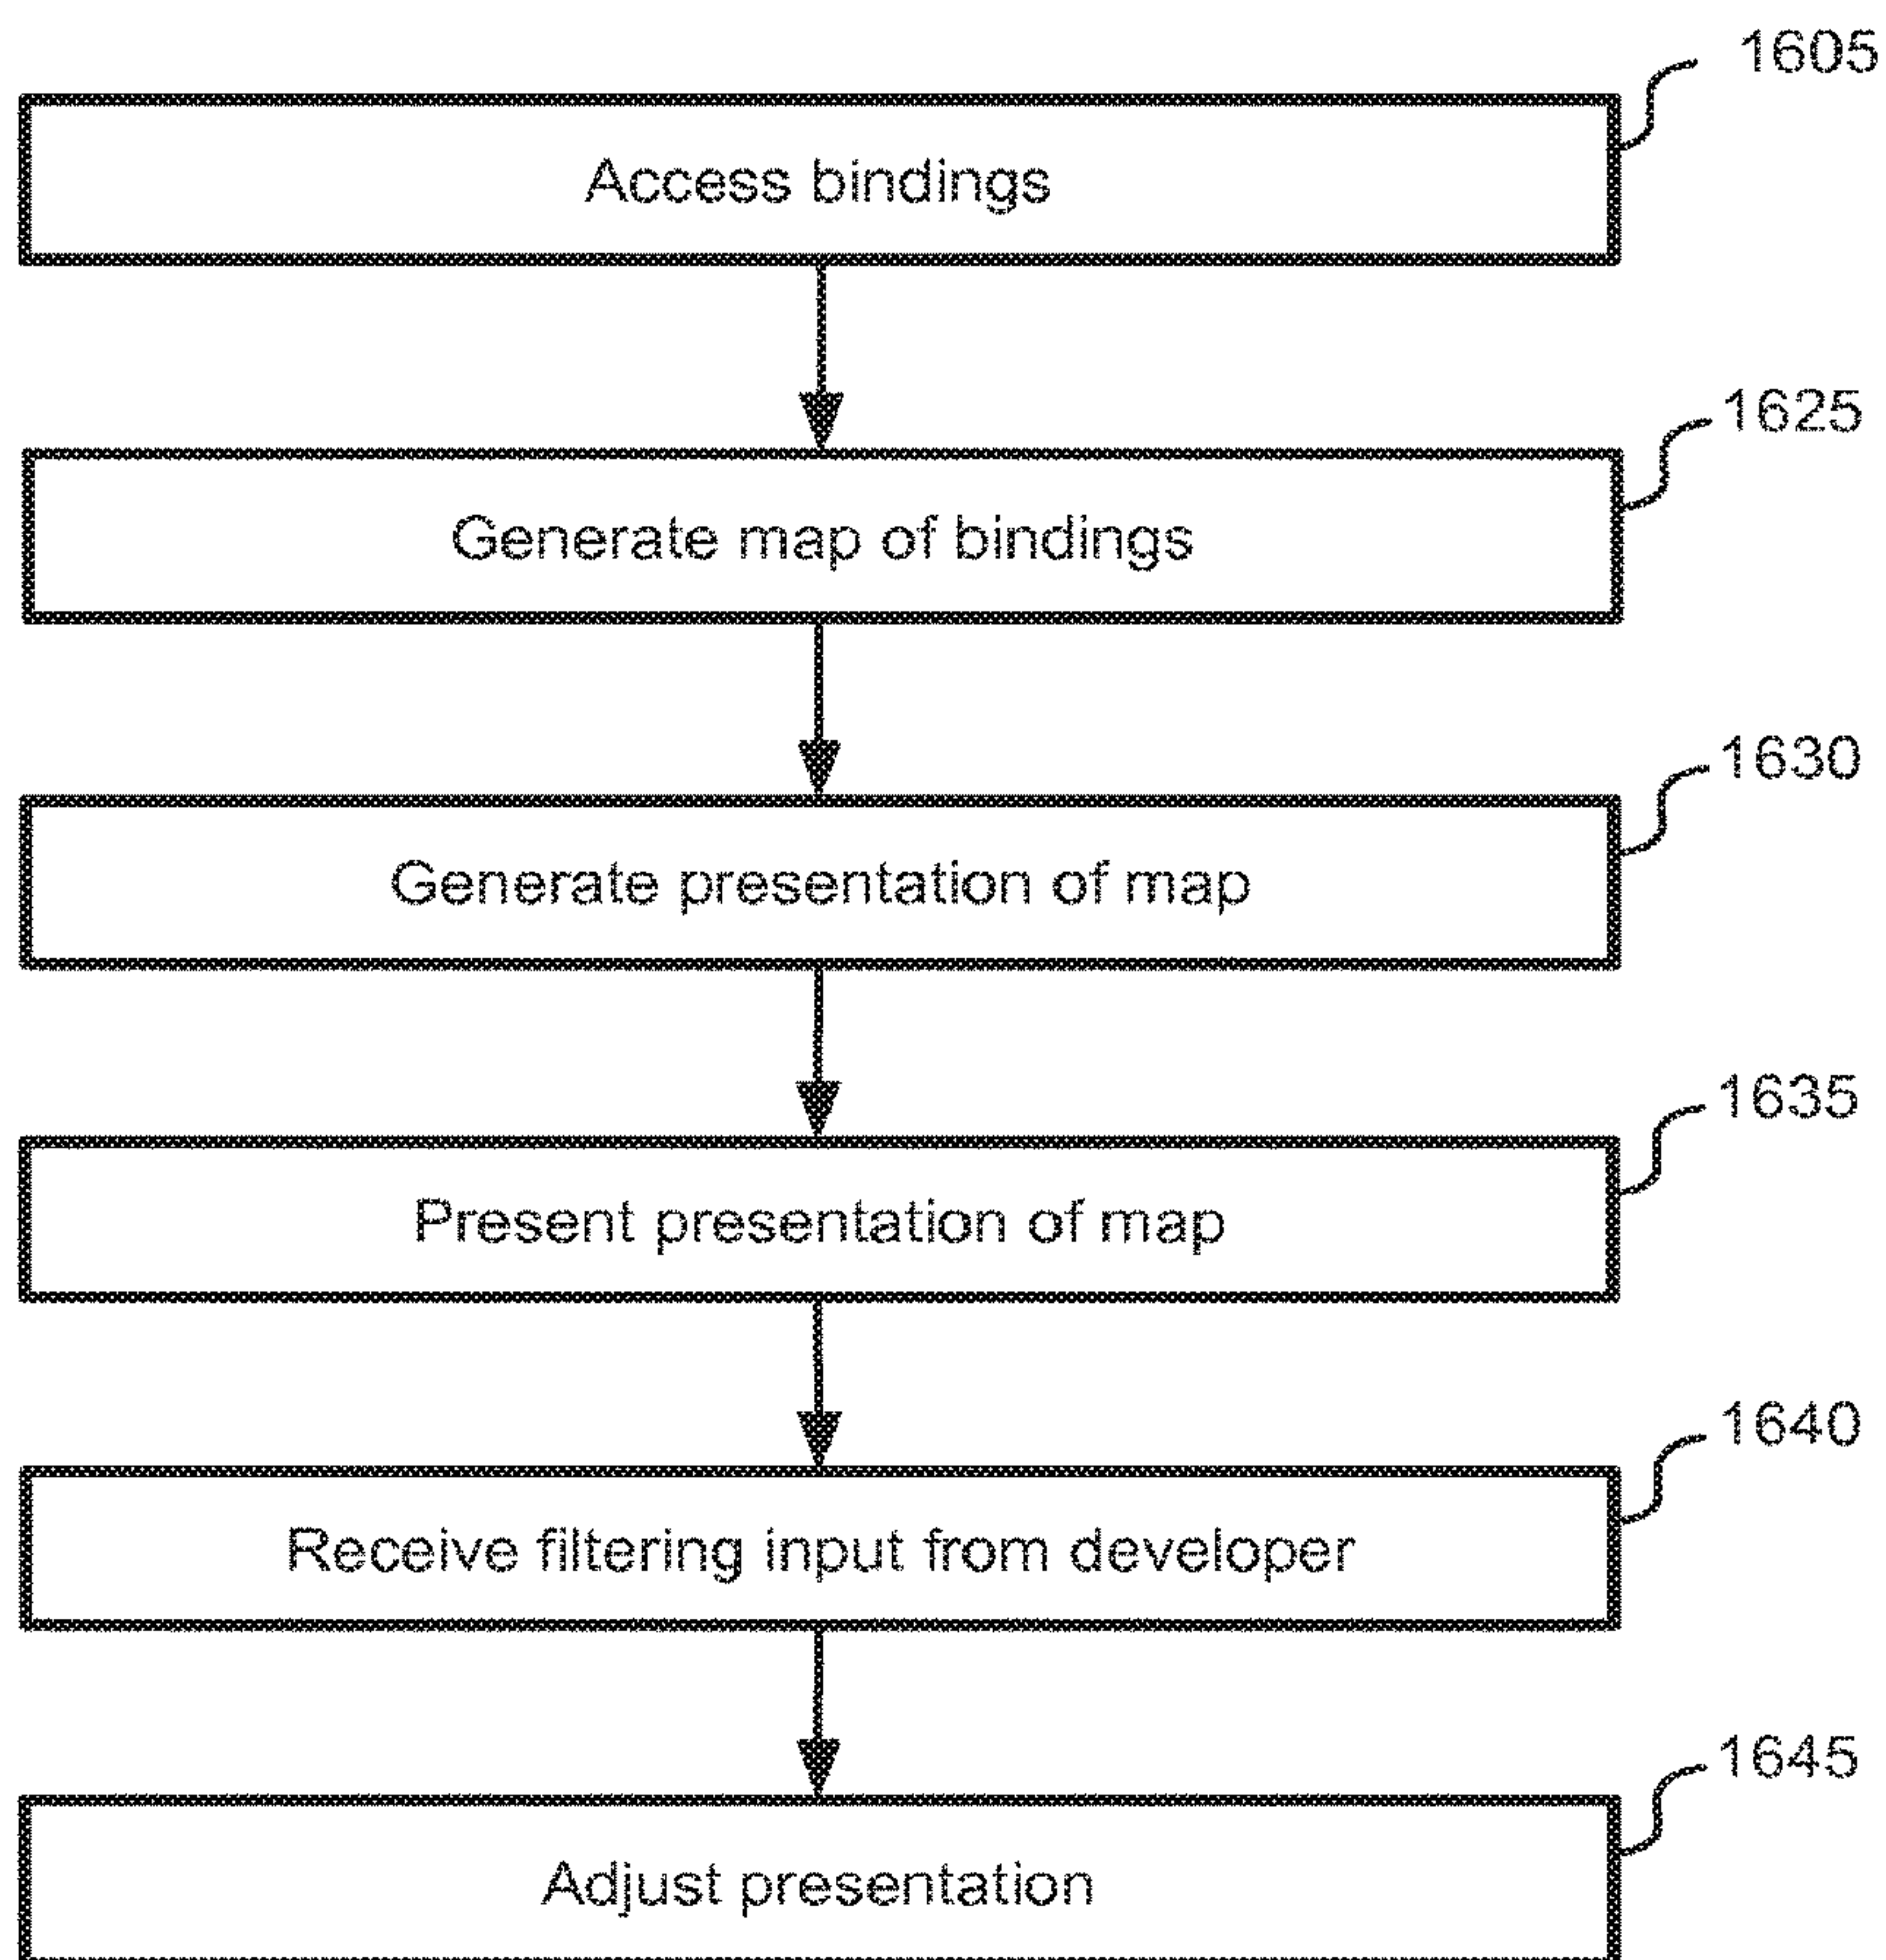 1605
Access bindings
1625
Generate map of bindings
1630
Generate presentation of map
1635
Present presentation of map
1640
Receive filtering input from developer
1645
Adjust presentation